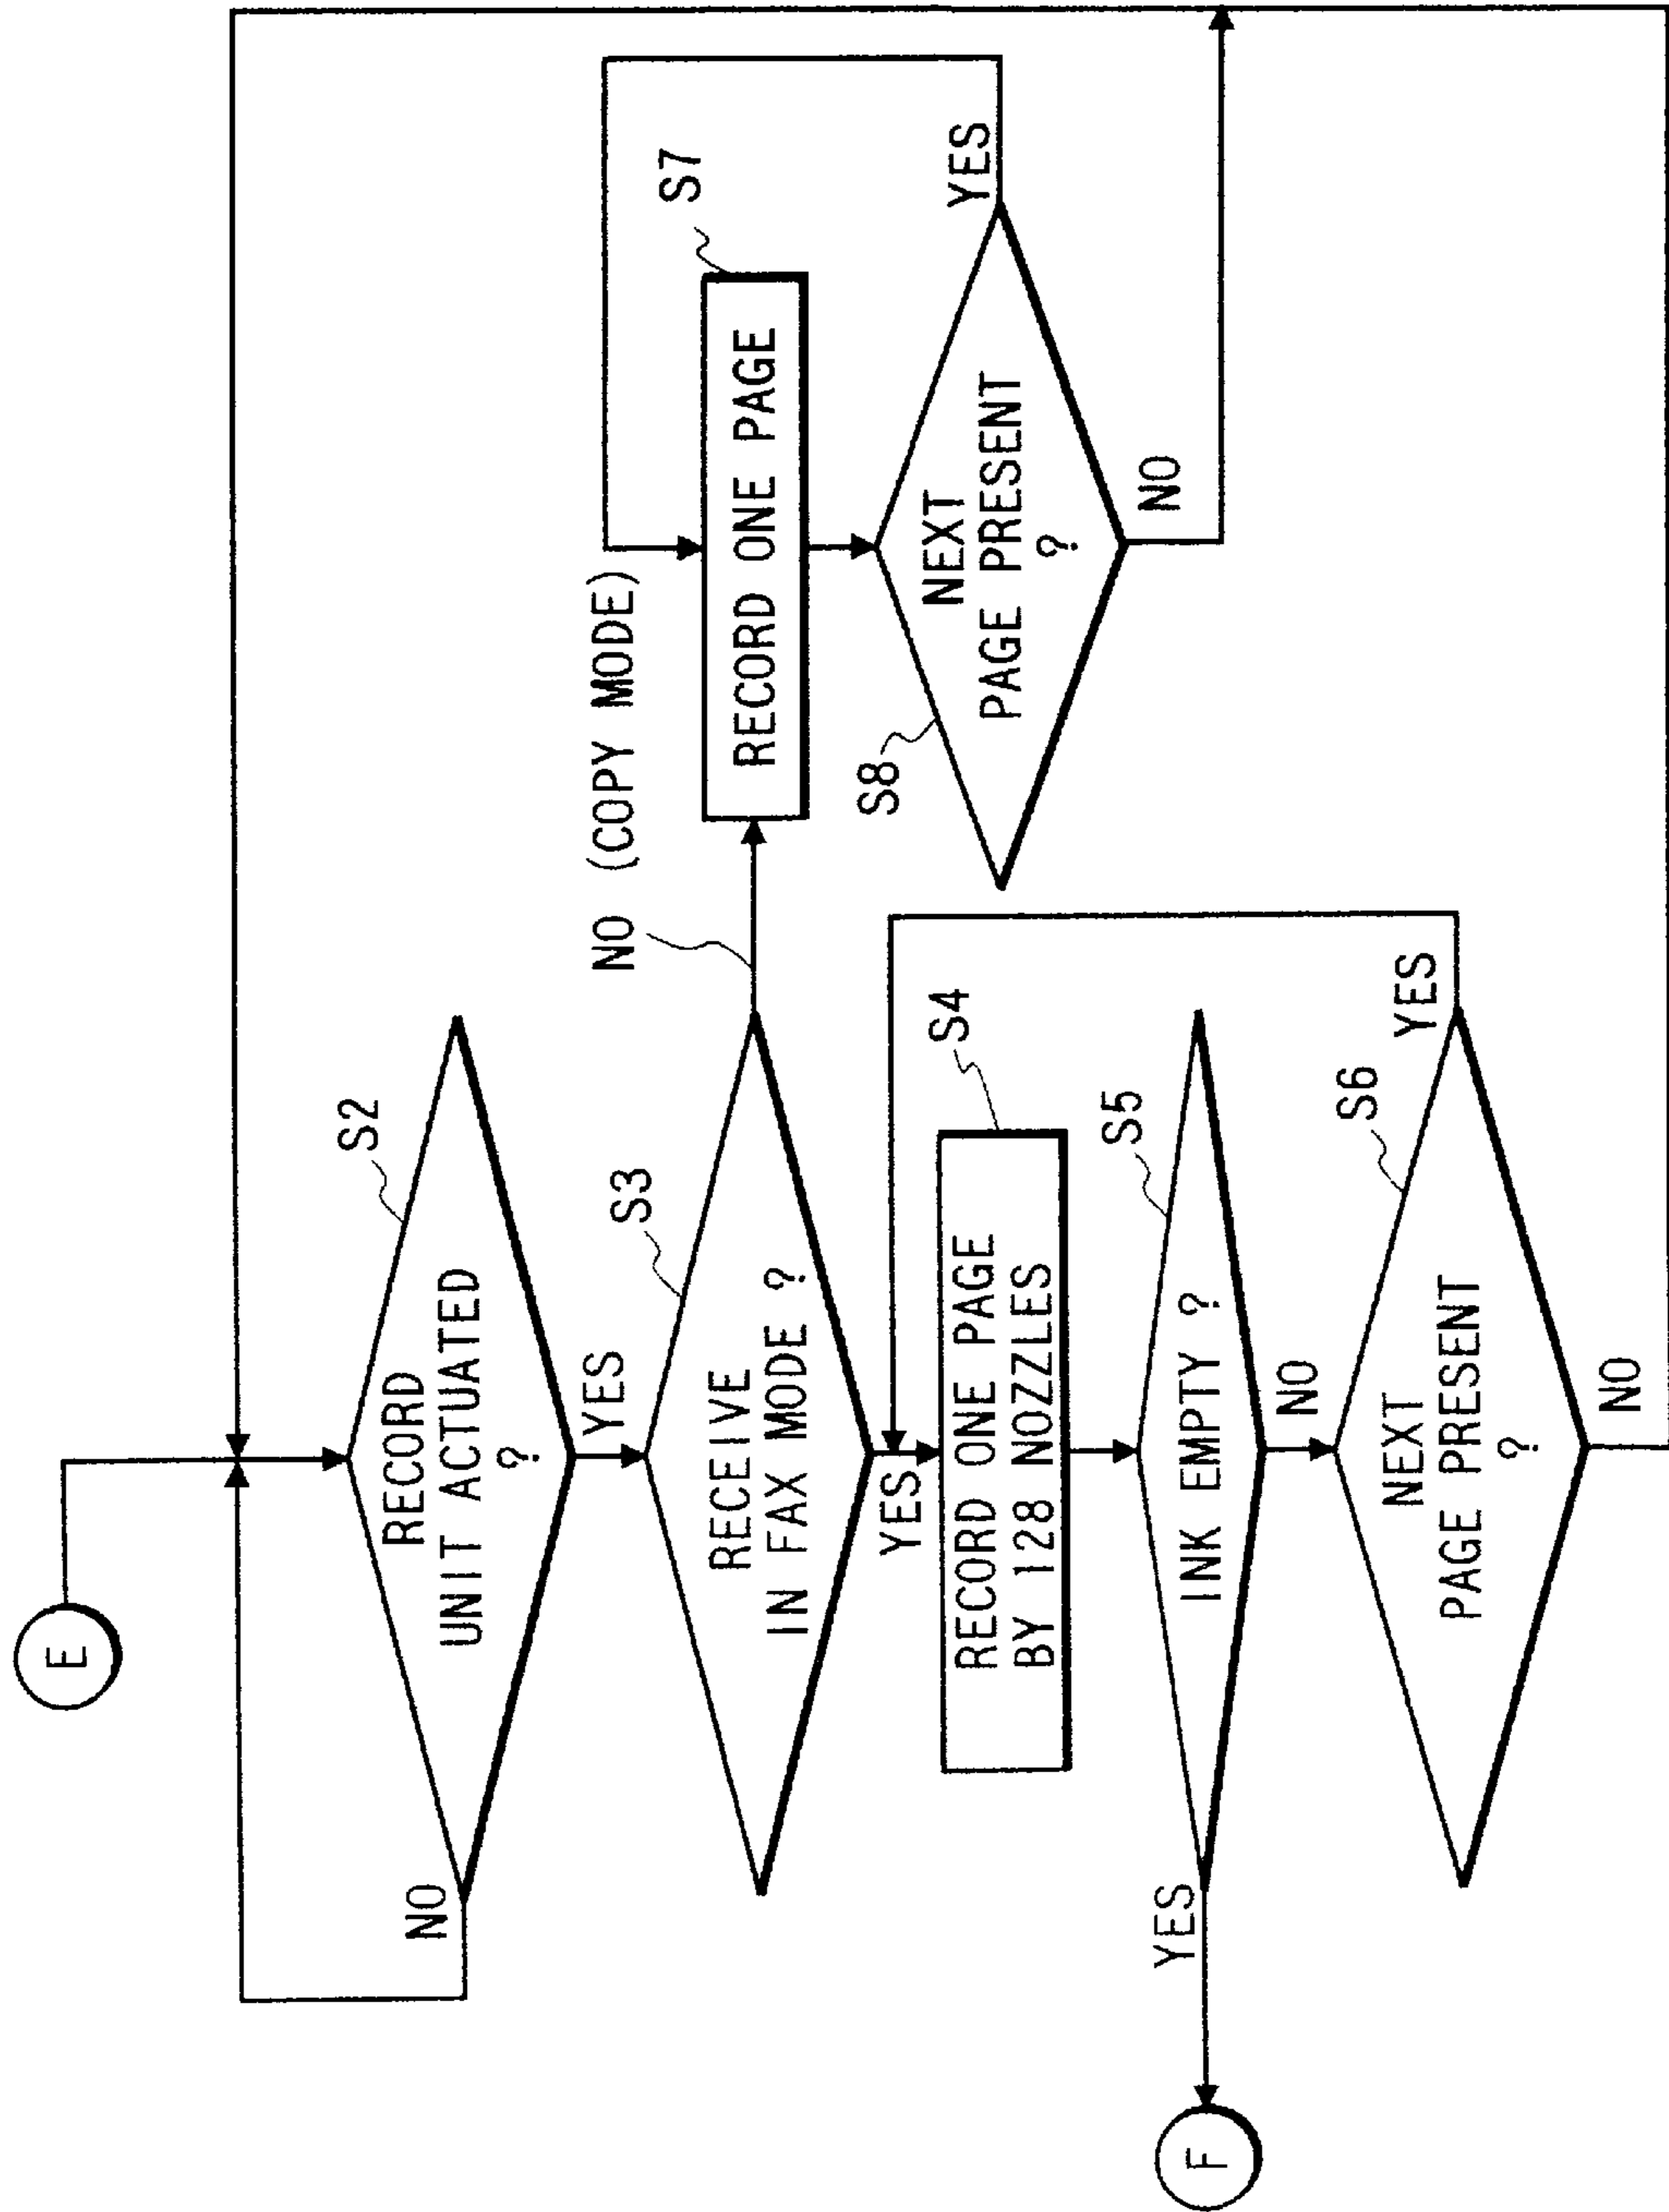 E
RECORD
UNIT ACTUATED
?
S2
NO
YES
RECEIVE
IN FAX MODE ?
S3
NO (COPY MODE)
YES
RECORD ONE PAGE
S7
RECORD ONE PAGE
BY 128 NOZZLES
S4
NEXT
PAGE PRESENT
?
S8
YES
NO
INK EMPTY ?
S5
YES
F
NO
NEXT
PAGE PRESENT
?
S6
YES
NO